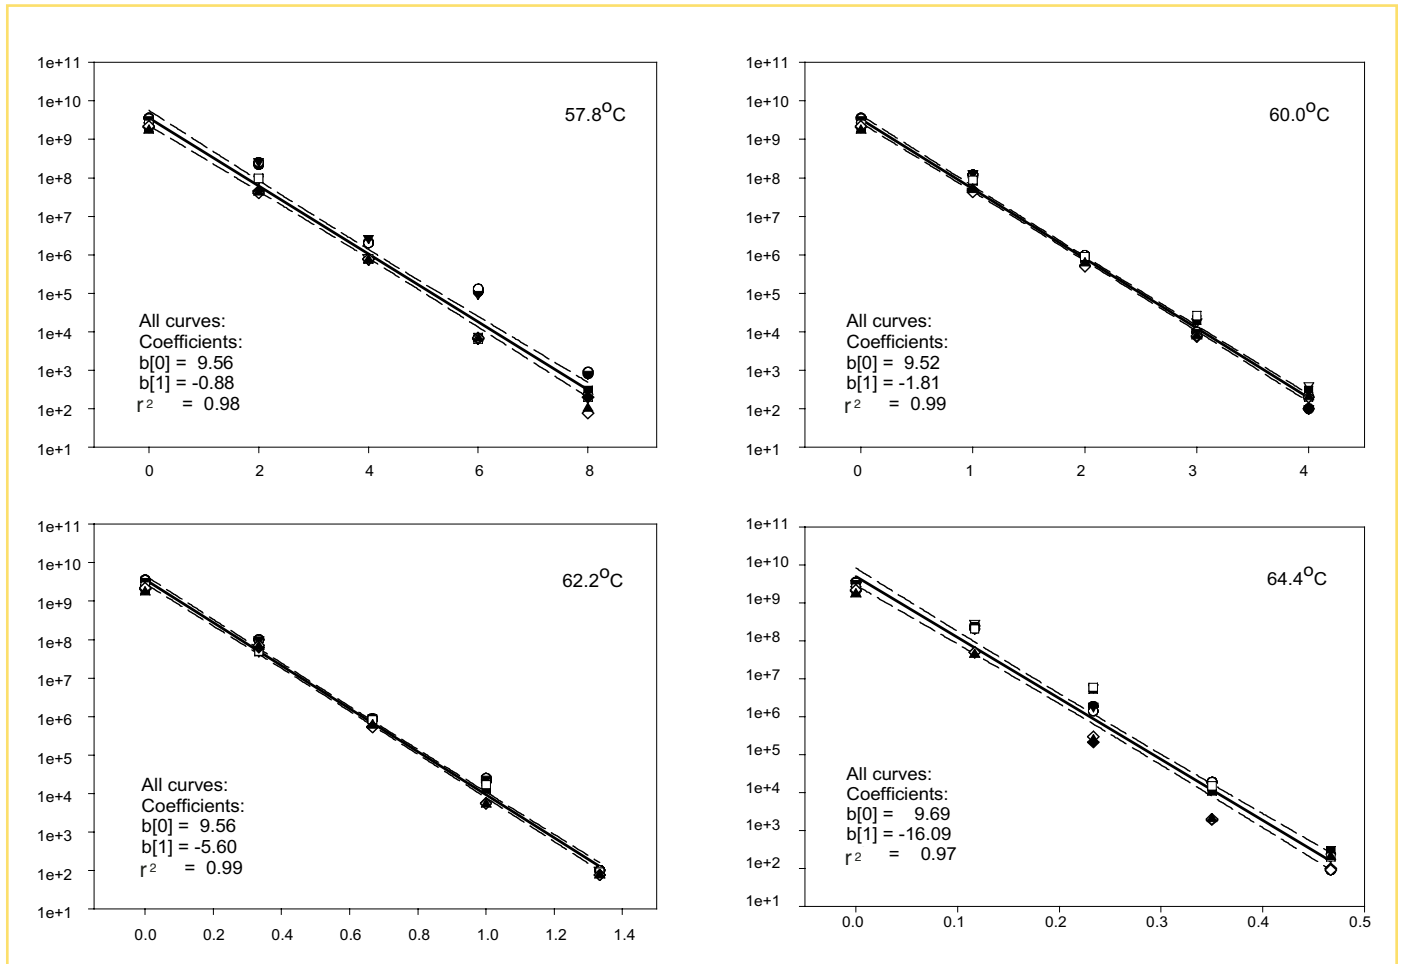 57.8°C
1e+11
1e+10
1e+9
1e+8
1e+7
1e+6
1e+5
1e+4
1e+3
1e+2
1e+1
All curves:
Coefficients:
b[0] = 9.56
b[1] = -0.88
r² = 0.98
0 2 4 6 8
60.0°C
1e+11
1e+10
1e+9
1e+8
1e+7
1e+6
1e+5
1e+4
1e+3
1e+2
1e+1
All curves:
Coefficients:
b[0] = 9.52
b[1] = -1.81
r² = 0.99
0 1 2 3 4
62.2°C
1e+11
1e+10
1e+9
1e+8
1e+7
1e+6
1e+5
1e+4
1e+3
1e+2
1e+1
All curves:
Coefficients:
b[0] = 9.56
b[1] = -5.60
r² = 0.99
0.0 0.2 0.4 0.6 0.8 1.0 1.2 1.4
64.4°C
1e+11
1e+10
1e+9
1e+8
1e+7
1e+6
1e+5
1e+4
1e+3
1e+2
1e+1
All curves:
Coefficients:
b[0] = 9.69
b[1] = -16.09
r² = 0.97
0.0 0.1 0.2 0.3 0.4 0.5